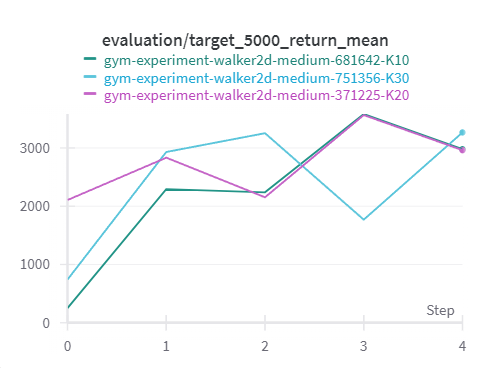 evaluation/target_5000_return_mean
gym-experiment-walker2d-medium-681642-K10
gym-experiment-walker2d-medium-751356-K30
gym-experiment-walker2d-medium-371225-K20
3000
2000
1000
0
Step
0 1 2 3 4